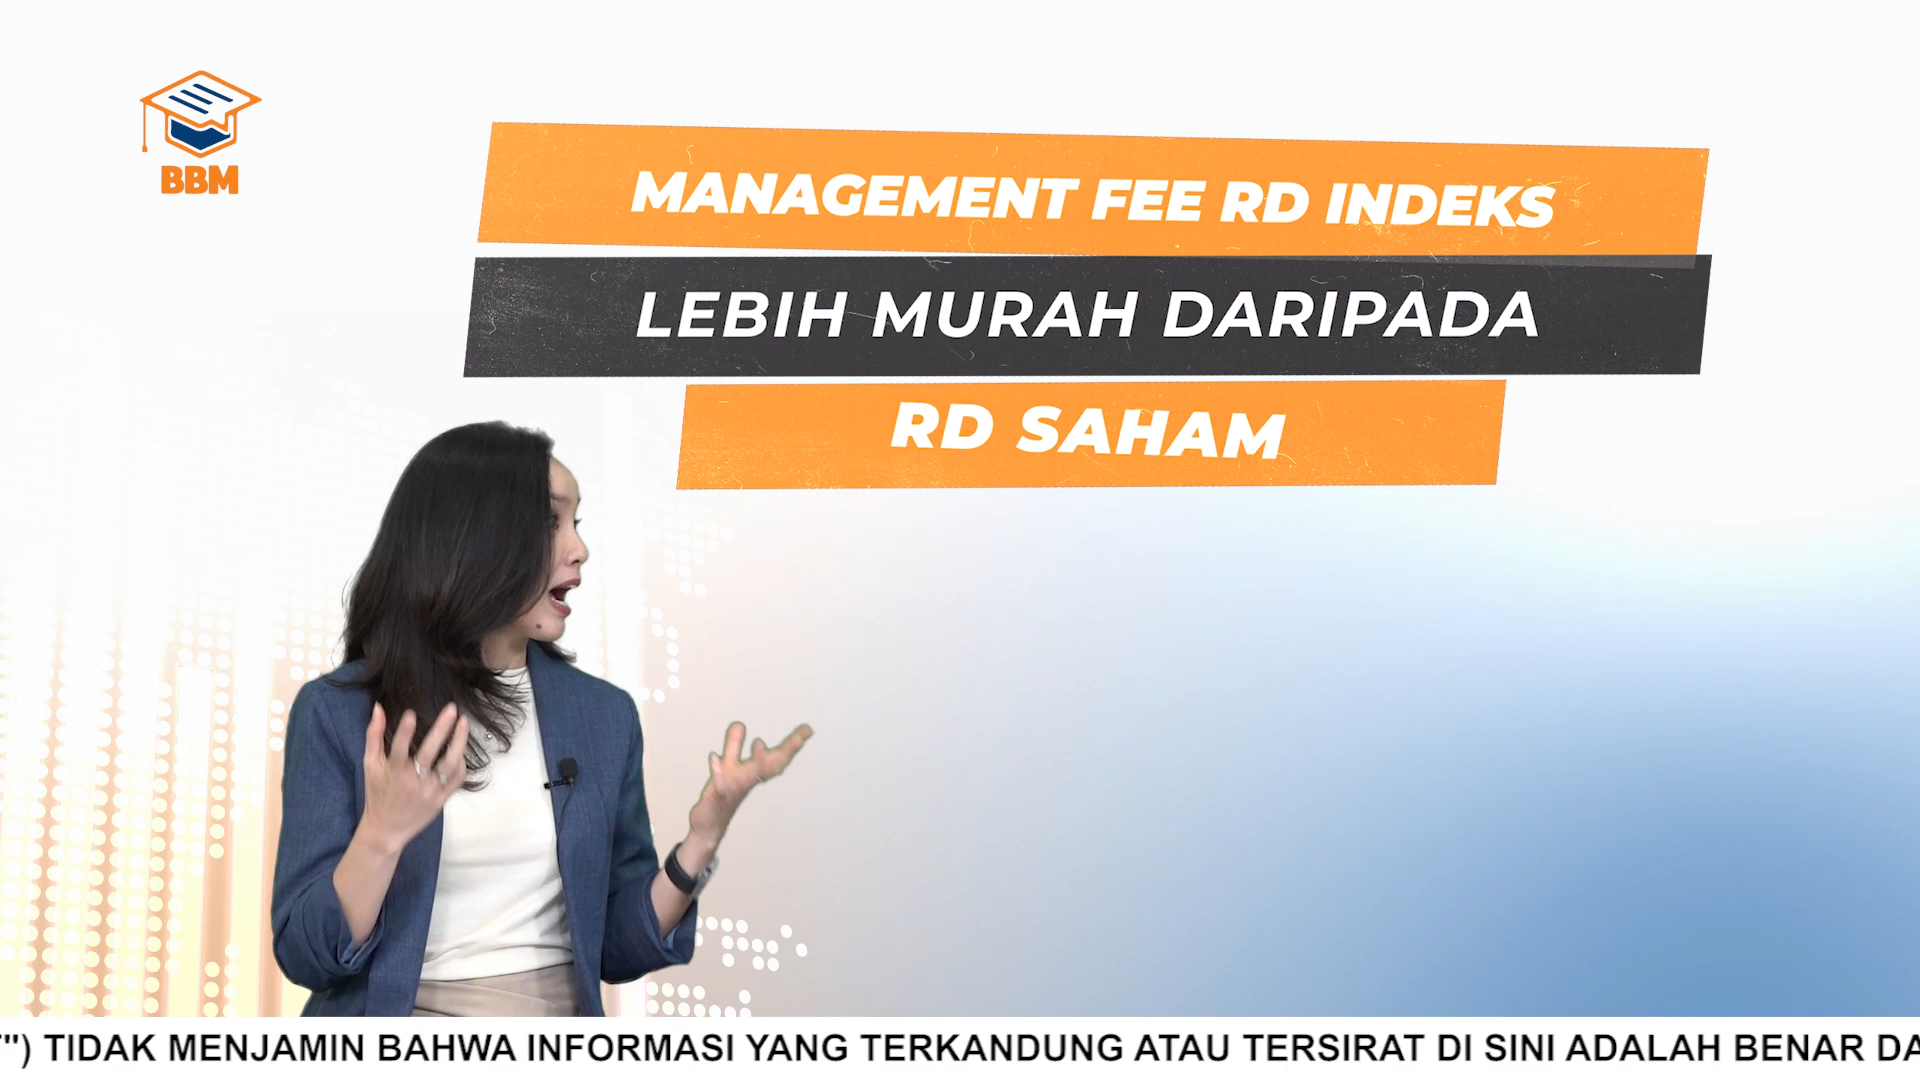 BBM
MANAGEMENT FEE RD INDEKS
LEBIH MURAH DARIPADA
RD SAHAM
") TIDAK MENJAMIN BAHWA INFORMASI YANG TERKANDUNG ATAU TERSIRAT DI SINI ADALAH BENAR DA